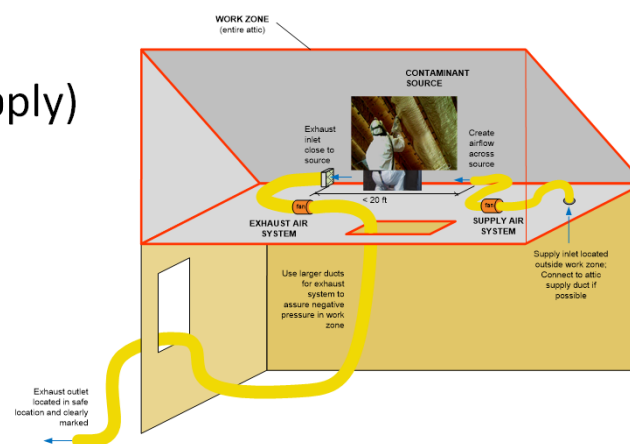 pply)
WORK ZONE
(entire attic)
CONTAMINANT
SOURCE
Exhaust
inlet
close to
source
Create
airflow
across
source
< 20 ft
fan
fan
EXHAUST AIR
SYSTEM
SUPPLY AIR
SYSTEM
Supply inlet located
outside work zone;
Connect to attic
supply duct if
possible
Use larger ducts
for exhaust
system to
assure negative
pressure in work
zone
Exhaust outlet
located in safe
location and clearly
marked